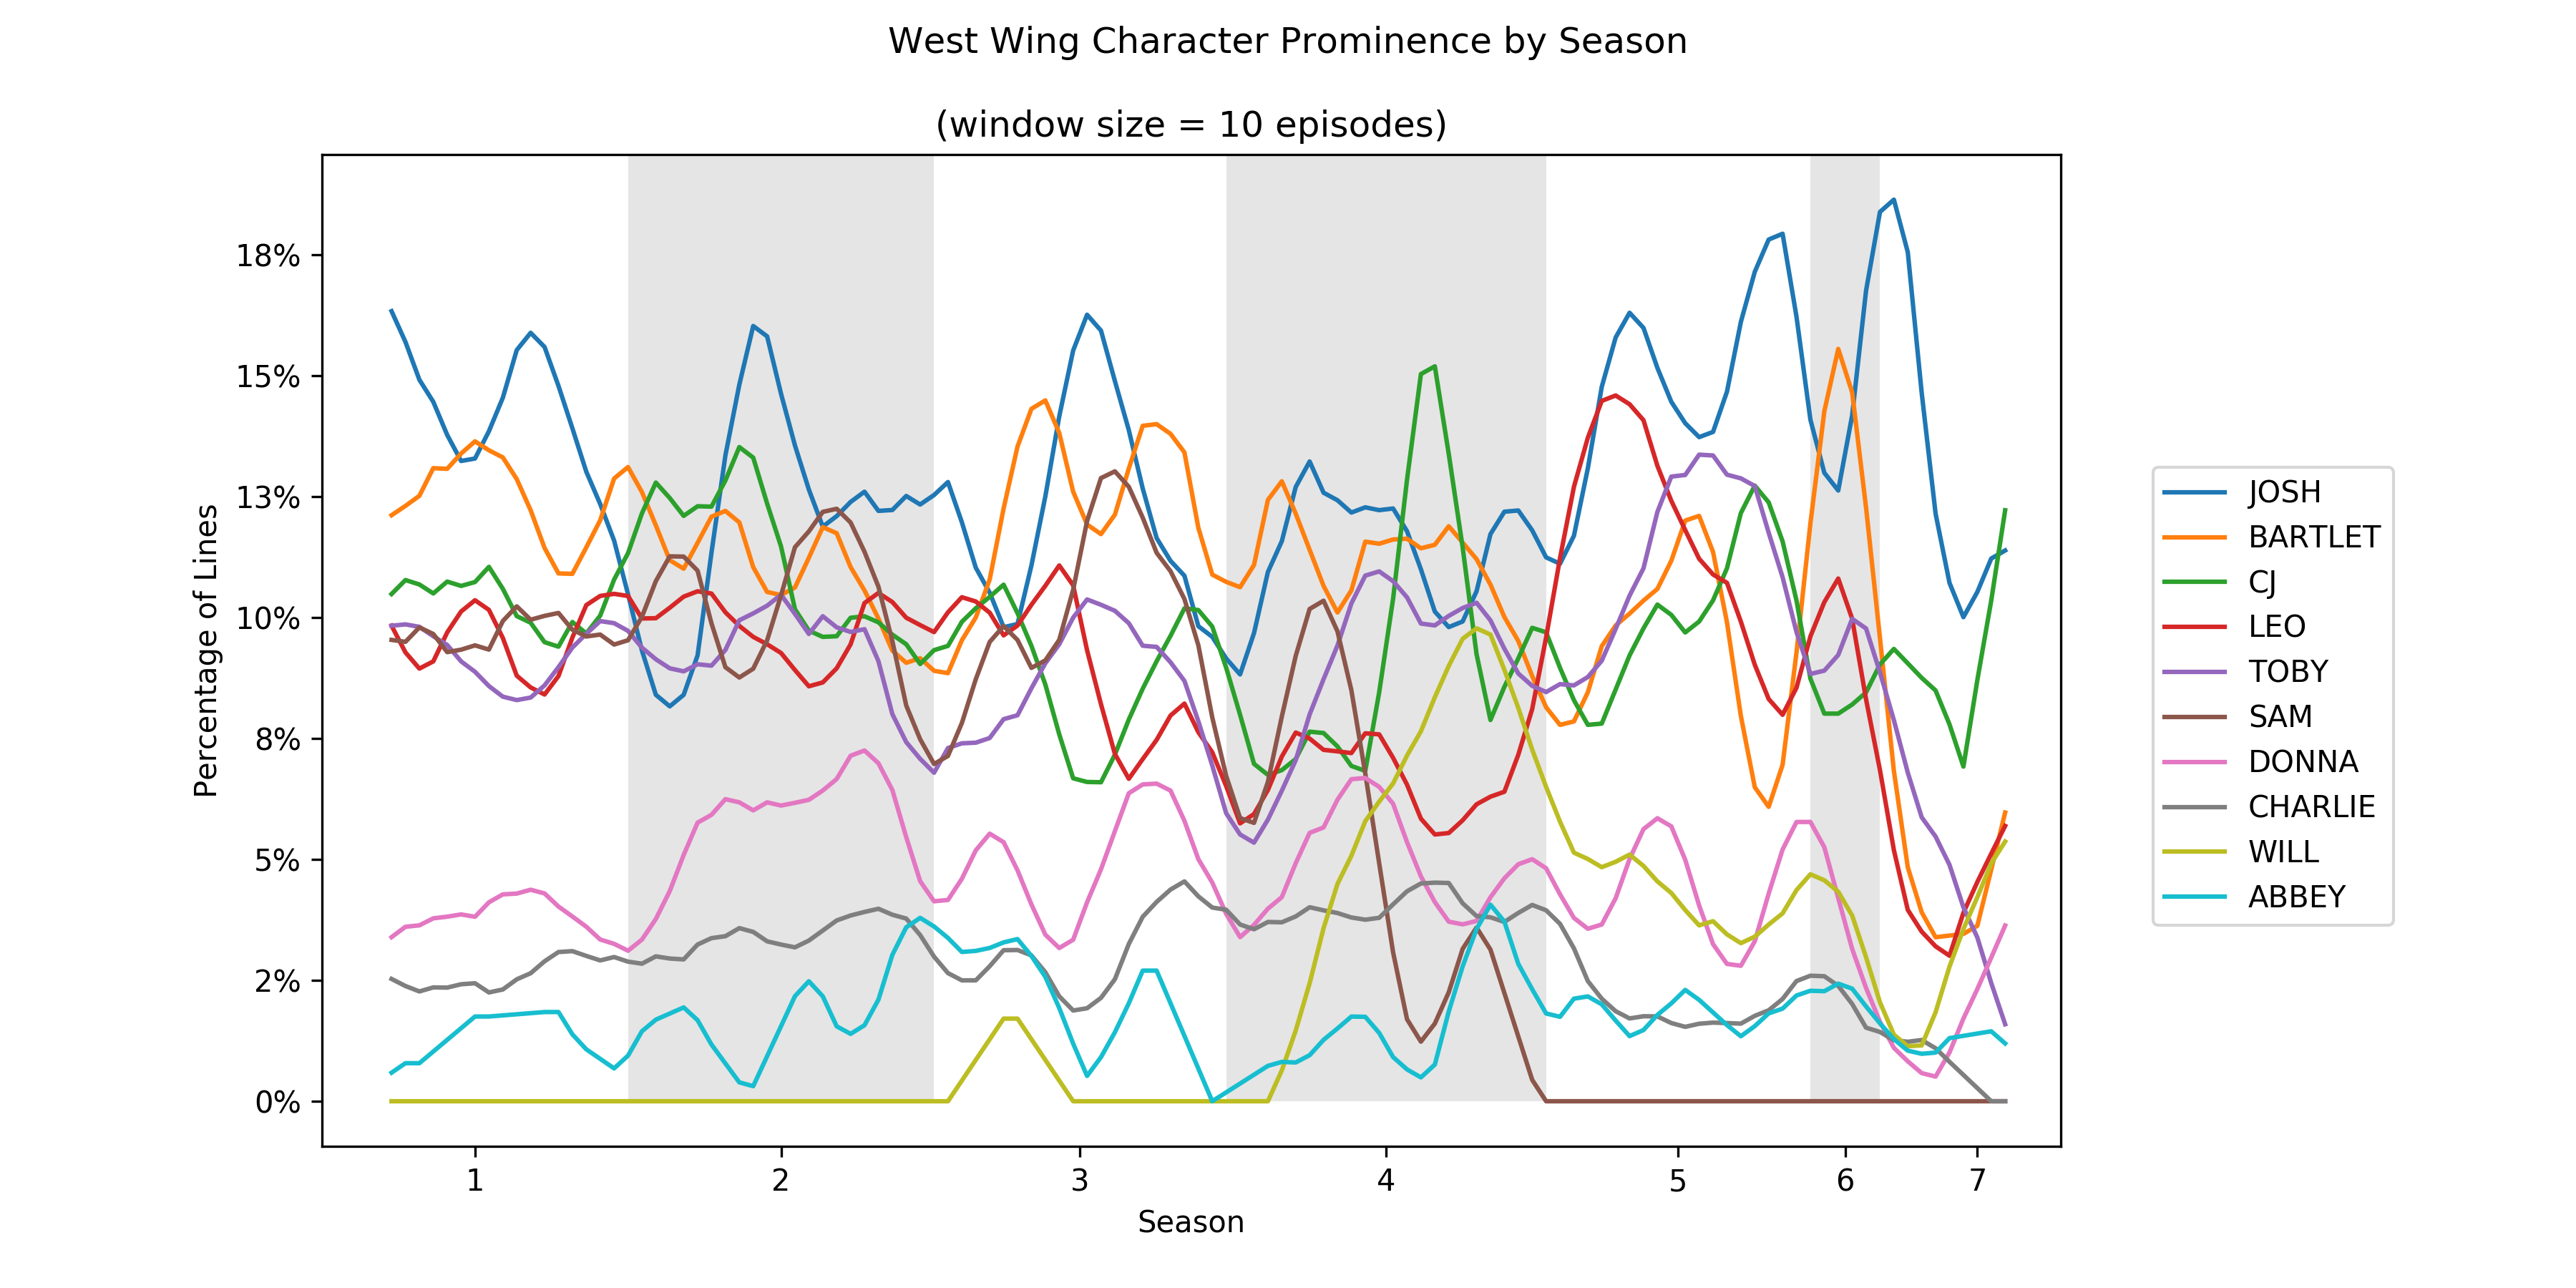 West Wing Character Prominence by Season
(window size = 10 episodes)
18%
15%
13%
10%
8%
5%
2%
0%
Percentage of Lines
1 2 3 4 5 6 7
Season
JOSH
BARTLET
CJ
LEO
TOBY
SAM
DONNA
CHARLIE
WILL
ABBEY